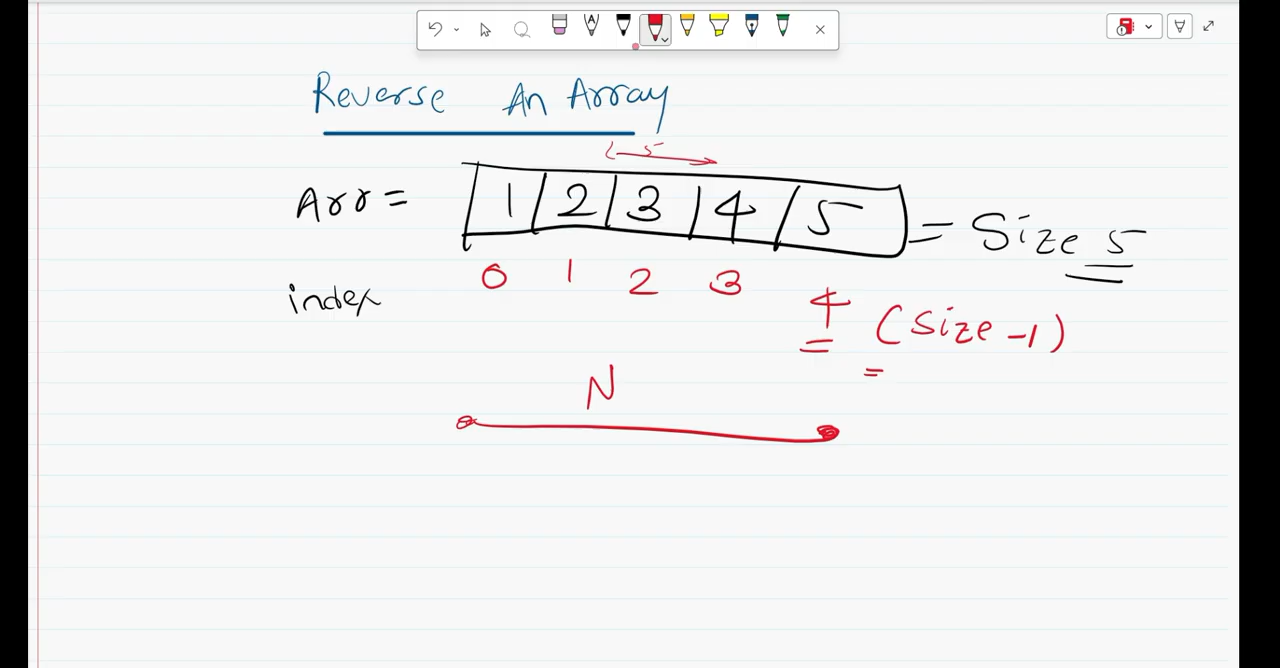 Reverse An Array
5
Arr = 1 2 3 4 5 = Size 5
index 0 1 2 3 4 (Size -1)
N